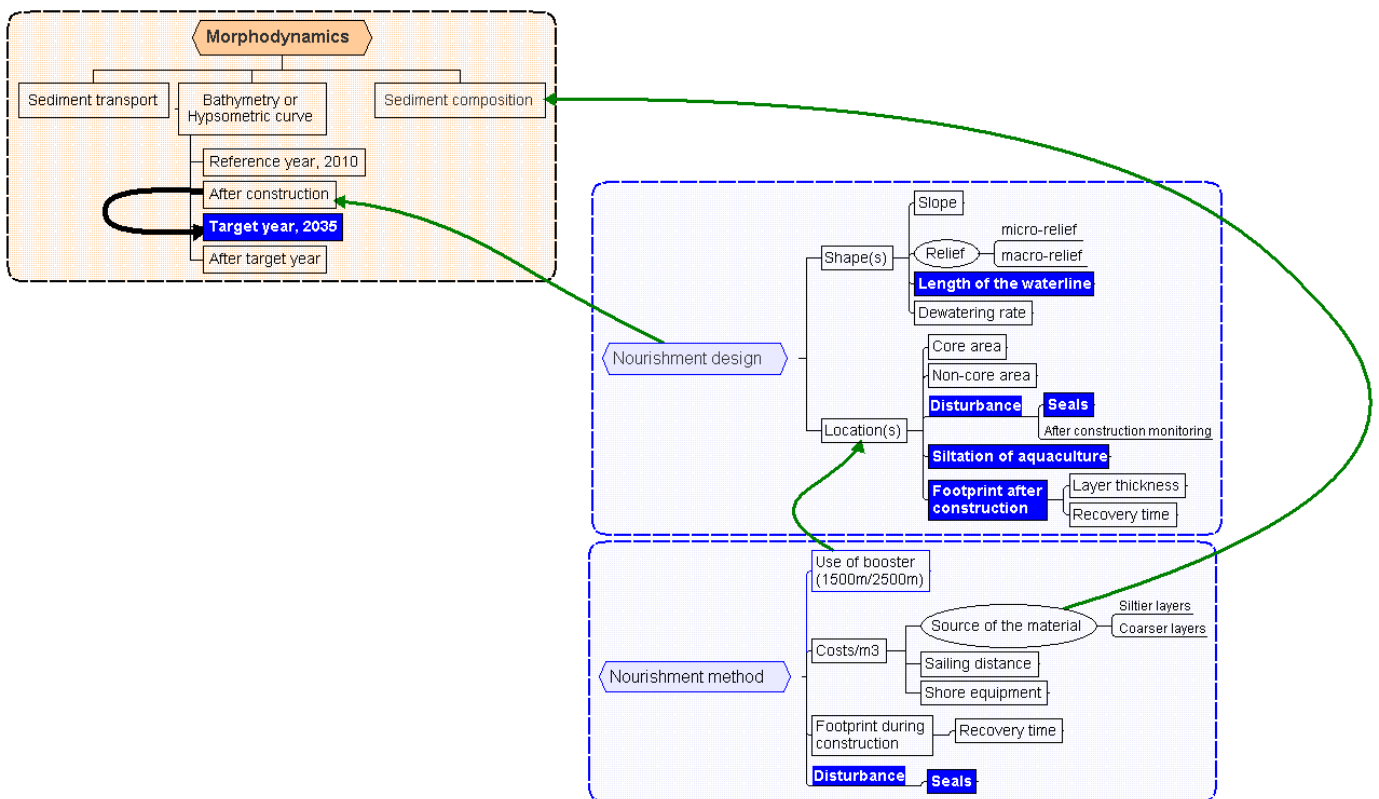 Morphodynamics
Sediment transport
Bathymetry or
Hypsometric curve
Sediment composition
Reference year, 2010
After construction
Target year, 2035
After target year
Nourishment design
Shape(s)
Slope
Relief
micro-relief
macro-relief
Length of the waterline
Dewatering rate
Location(s)
Core area
Non-core area
Disturbance
Seals
After construction monitoring
Siltation of aquaculture
Footprint after
construction
Layer thickness
Recovery time
Nourishment method
Use of booster
(1500m/2500m)
Costs/m3
Source of the material
Siltier layers
Coarser layers
Sailing distance
Shore equipment
Footprint during
construction
Recovery time
Disturbance
Seals